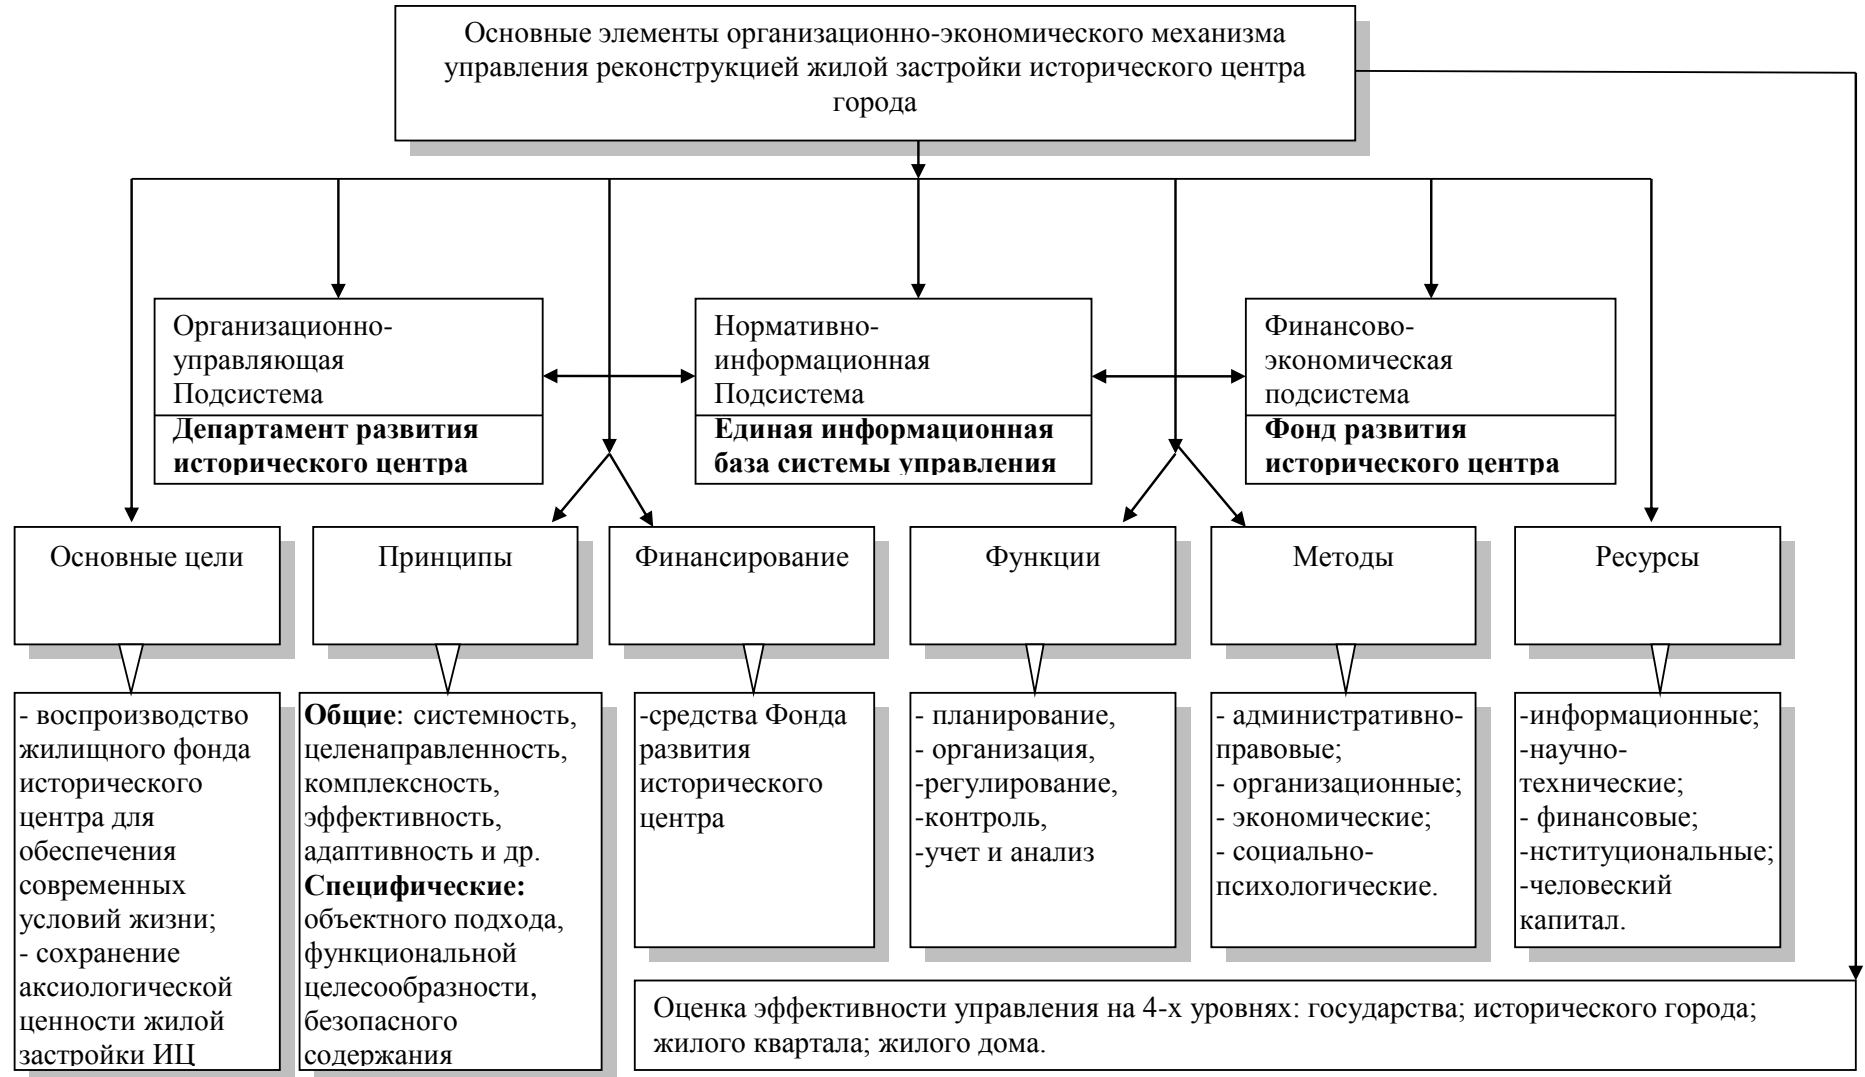 Основные элементы организационно-экономического механизма
управления реконструкцией жилой застройки исторического центра
города
Организационно-
управляющая
Подсистема
Департамент развития
исторического центра
Нормативно-
информационная
Подсистема
Единая информационная
база системы управления
Финансово-
экономическая
подсистема
Фонд развития
исторического центра
Основные цели
Принципы
Финансирование
Функции
Методы
Ресурсы
- воспроизводство
жилищного фонда
исторического
центра для
обеспечения
современных
условий жизни;
- сохранение
аксиологической
ценности жилой
застройки ИЦ
Общие: системность,
целенаправленность,
комплексность,
эффективность,
адаптивность и др.
Специфические:
объектного подхода,
функциональной
целесообразности,
безопасного
содержания
-средства Фонда
развития
исторического
центра
- планирование,
- организация,
-регулирование,
-контроль,
-учет и анализ
- административно-
правовые;
- организационные;
- экономические;
- социально-
психологические.
-информационные;
-научно-
технические;
- финансовые;
-нституциональные;
-человеский
капитал.
Оценка эффективности управления на 4-х уровнях: государства; исторического города;
жилого квартала; жилого дома.